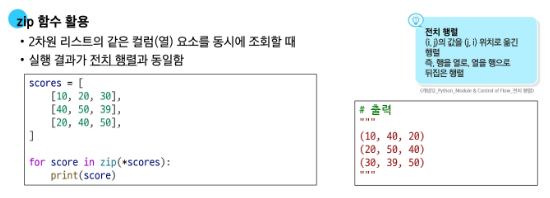 zip 함수 활용
• 2차원 리스트의 같은 컬럼(열) 요소를 동시에 조회할 때
• 실행 결과가 전치 행렬과 동일함
전치 행렬
(i, j)의 값을 (j, i) 위치로 옮긴
행렬
즉, 행을 열로, 열을 행으로
뒤집은 행렬
scores = [
    [10, 20, 30],
    [40, 50, 39],
    [20, 40, 50],
]
for score in zip(*scores):
    print(score)
# 출력
"""
(10, 40, 20)
(20, 50, 40)
(30, 39, 50)
"""